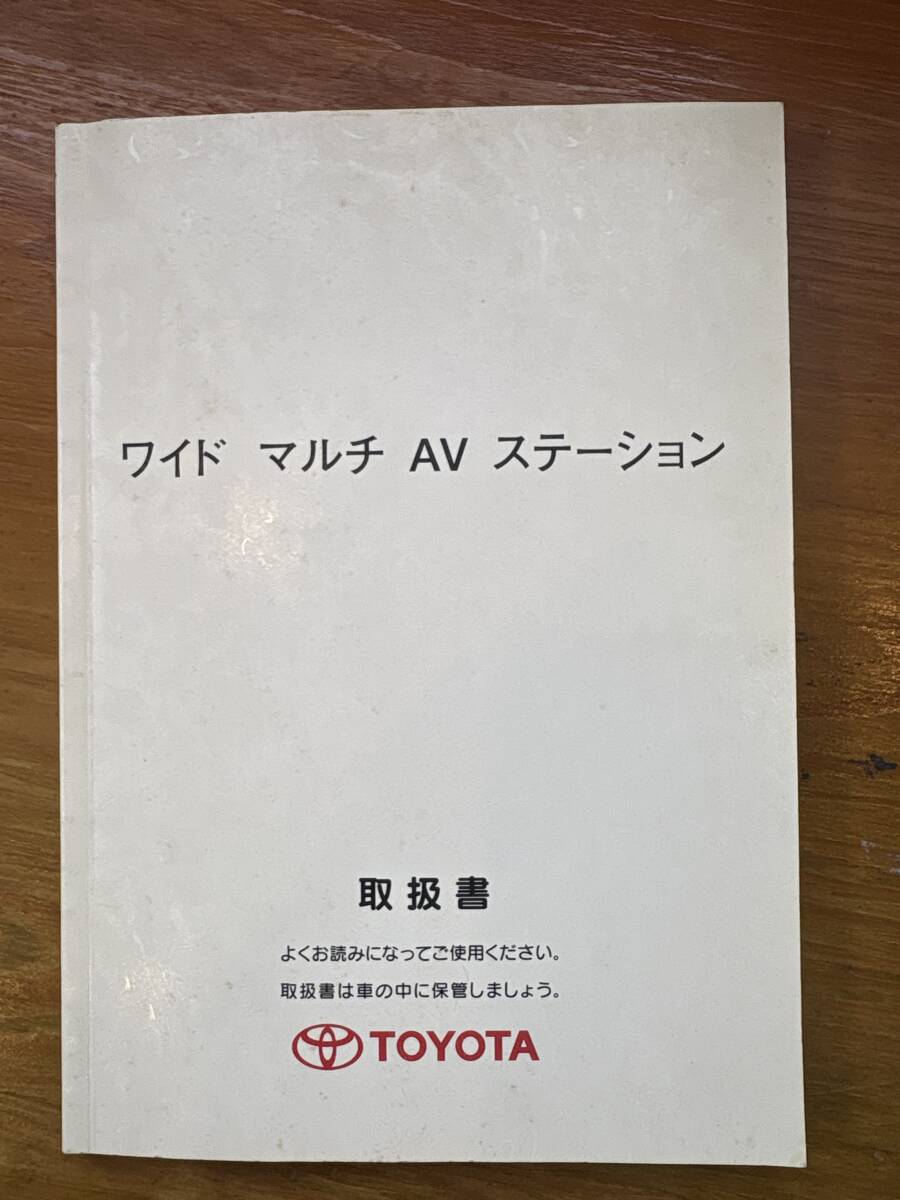 ワイド マルチ AV ステーション
取扱書
よくお読みになってご使用ください。
取扱書は車の中に保管しましょう。
TOYOTA